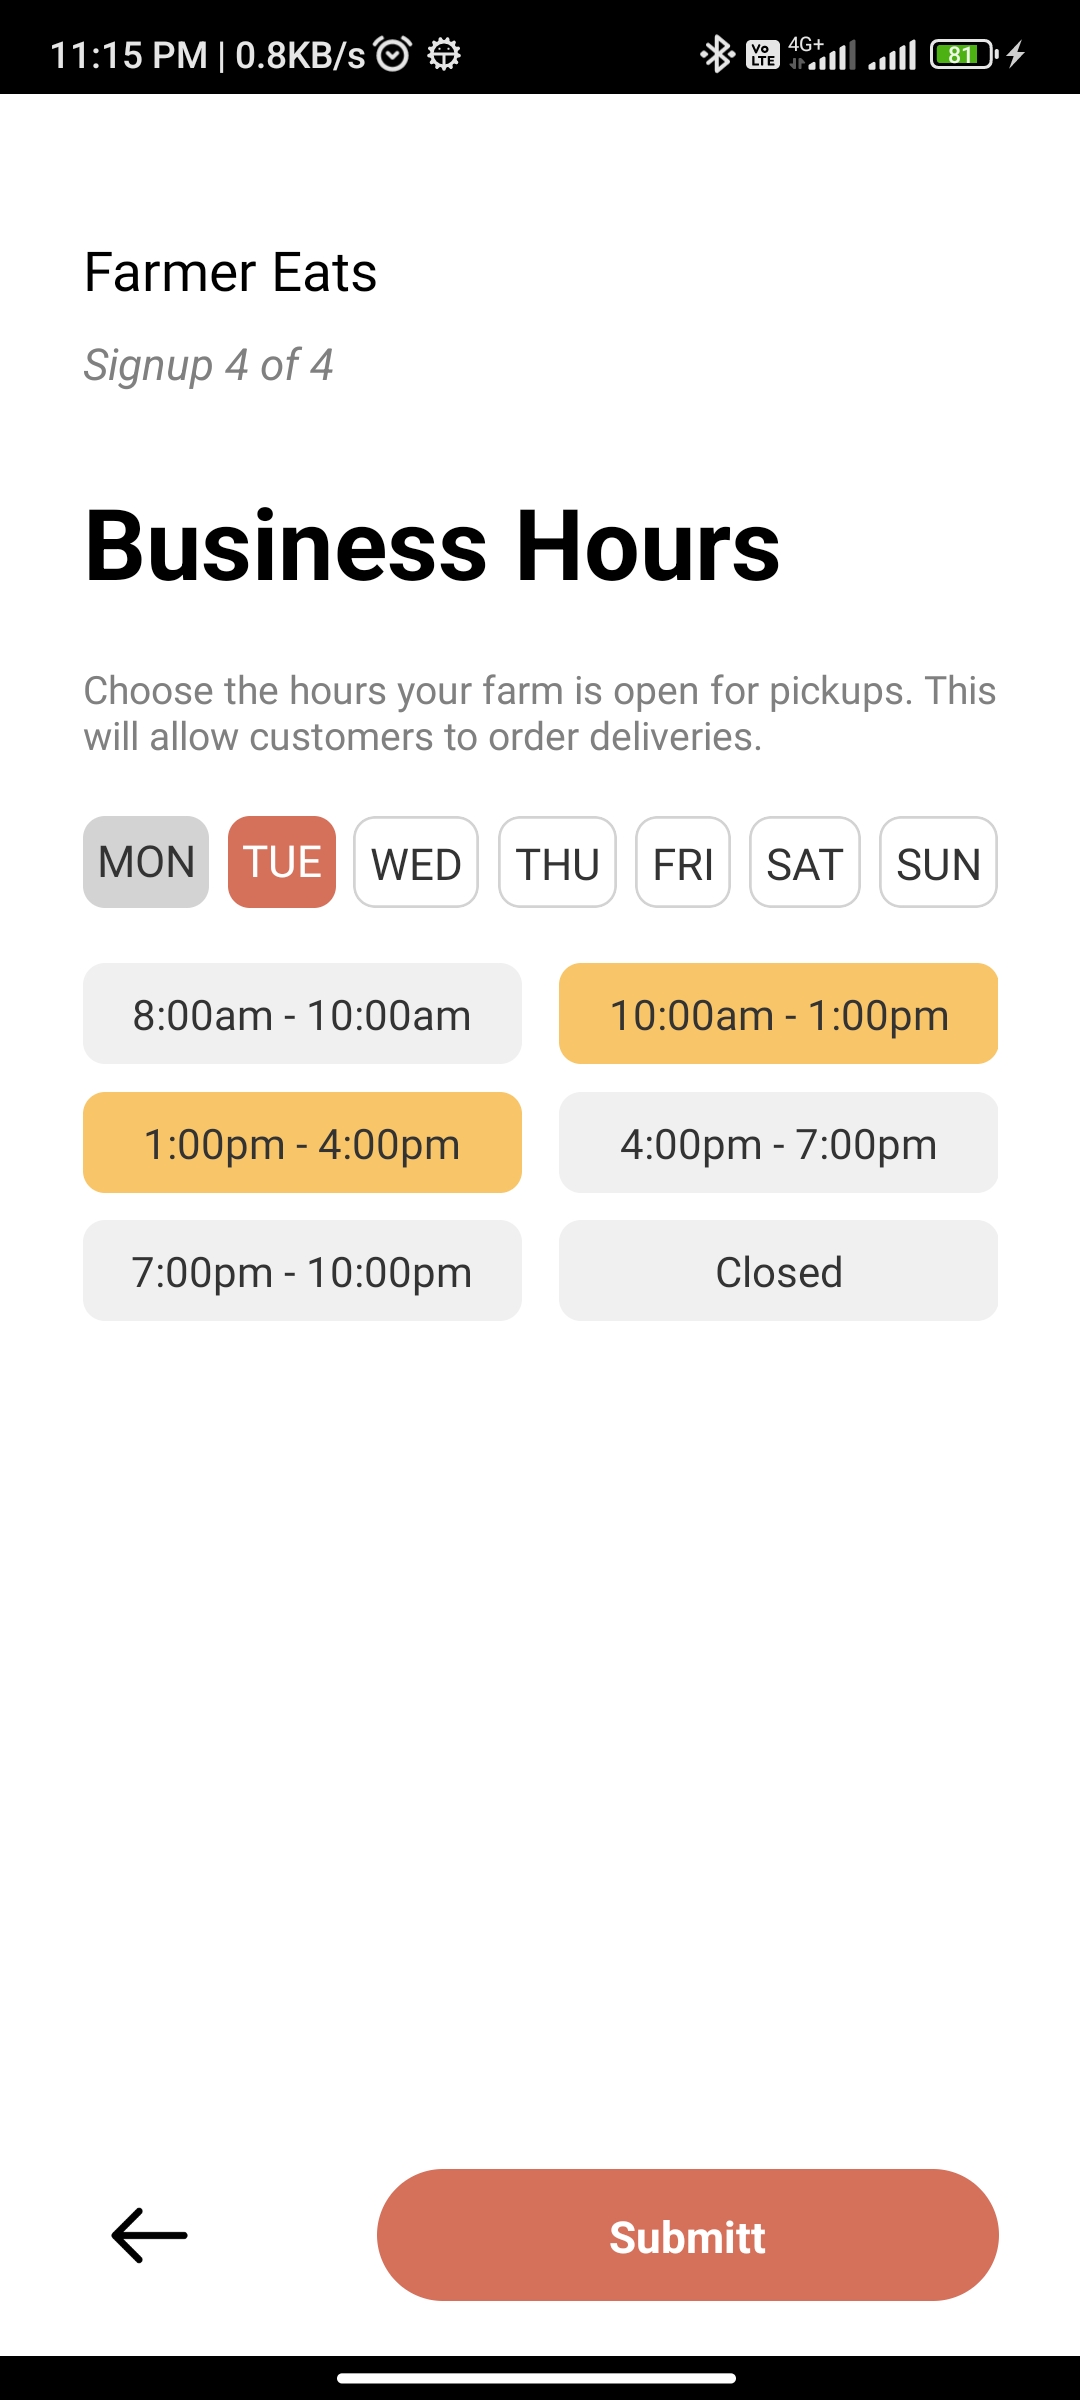 11:15 PM | 0.8KB/s Vo LTE 4G+ 81
Farmer Eats
Signup 4 of 4
Business Hours
Choose the hours your farm is open for pickups. This
will allow customers to order deliveries.
MON TUE WED THU FRI SAT SUN
8:00am - 10:00am 10:00am - 1:00pm
1:00pm - 4:00pm 4:00pm - 7:00pm
7:00pm - 10:00pm Closed
Submitt